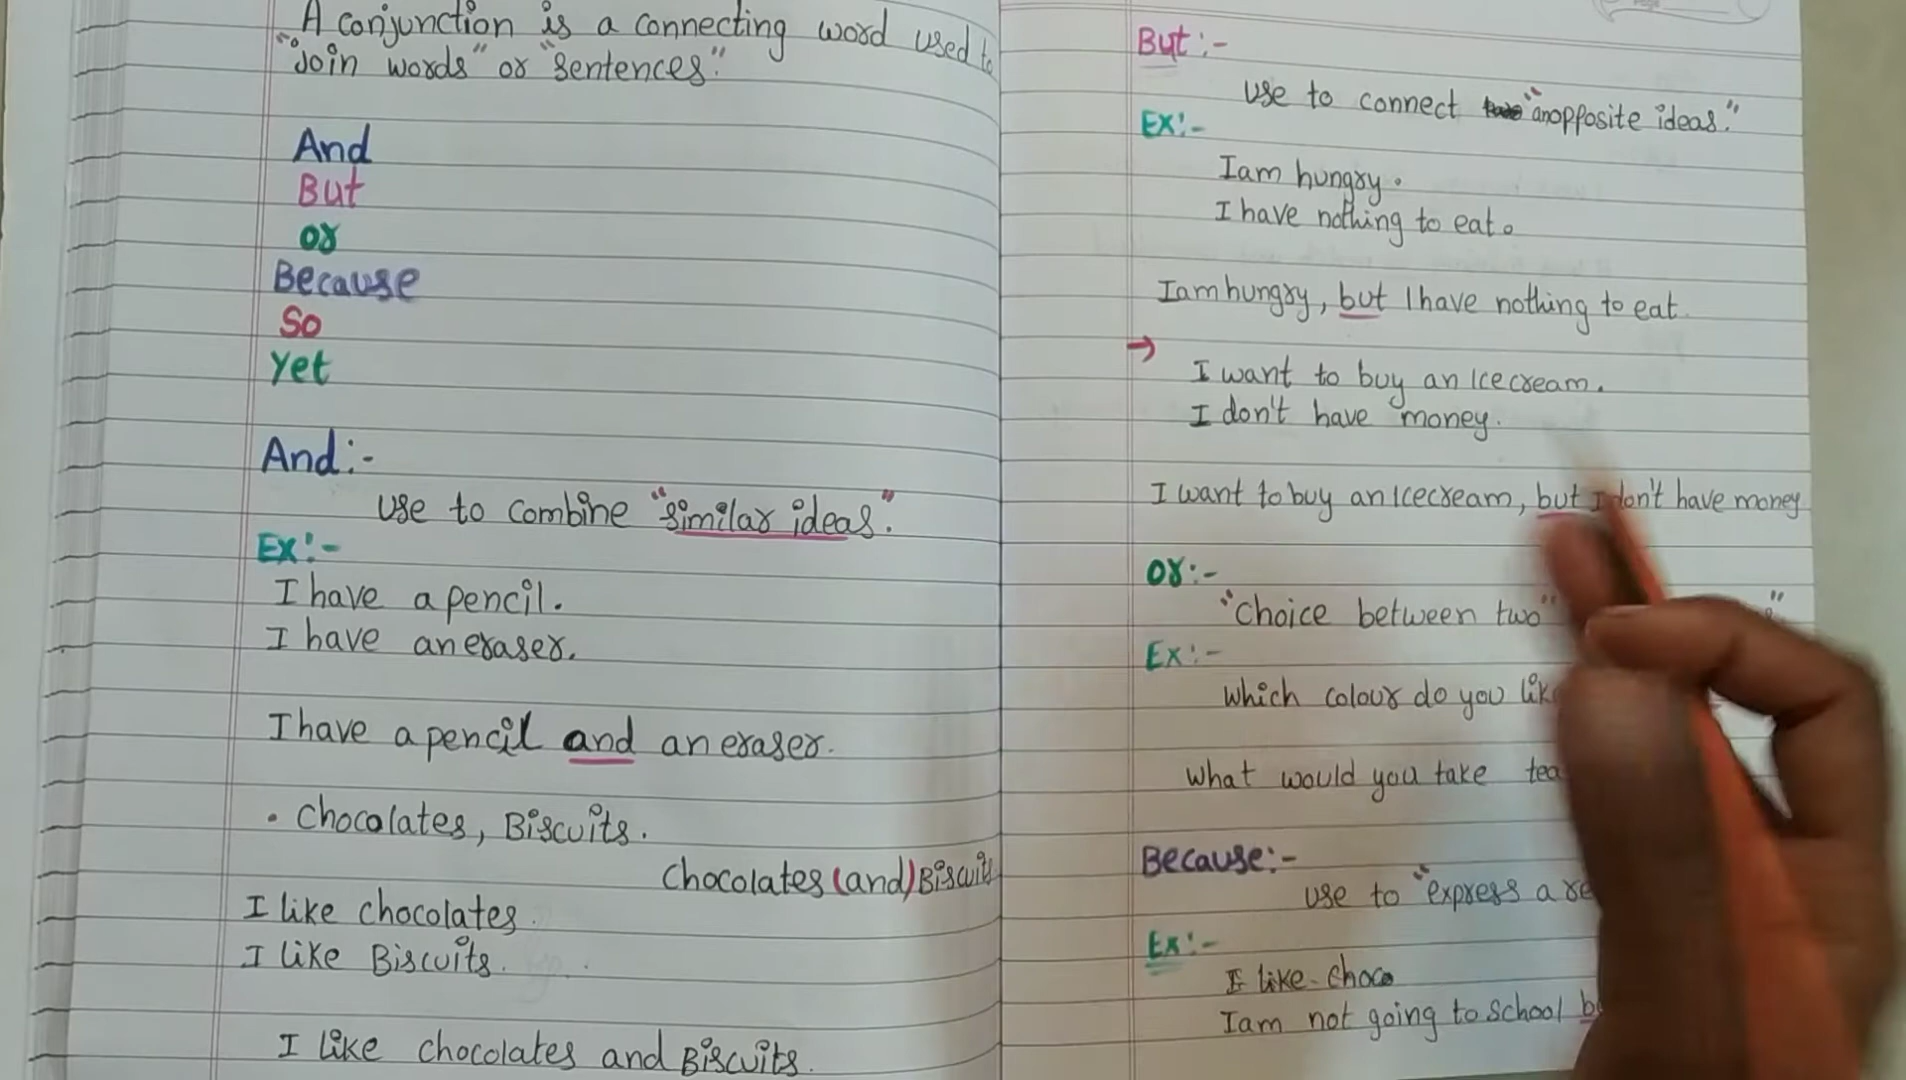 A conjunction is a connecting word used to
"Join words" or "sentences."
And
But
or
Because
So
Yet
And:-
use to combine "similar ideas."
Ex:-
I have a pencil.
I have an eraser.
I have a pencil and an eraser.
• Chocolates, Biscuits.
Chocolates (and) Biscuits
I like chocolates.
I like Biscuits.
I like chocolates and Biscuits.
But:-
use to connect "an opposite ideas."
Ex:-
I am hungry.
I have nothing to eat.
I am hungry, but I have nothing to eat.
→ I want to buy an Icecream.
I don't have money.
I want to buy an Icecream, but I don't have money
or:-
"Choice between two"
Ex:-
which colour do you
what would you take tea
Because:-
use to "express a
Ex:-
I like choco
I am not going to school